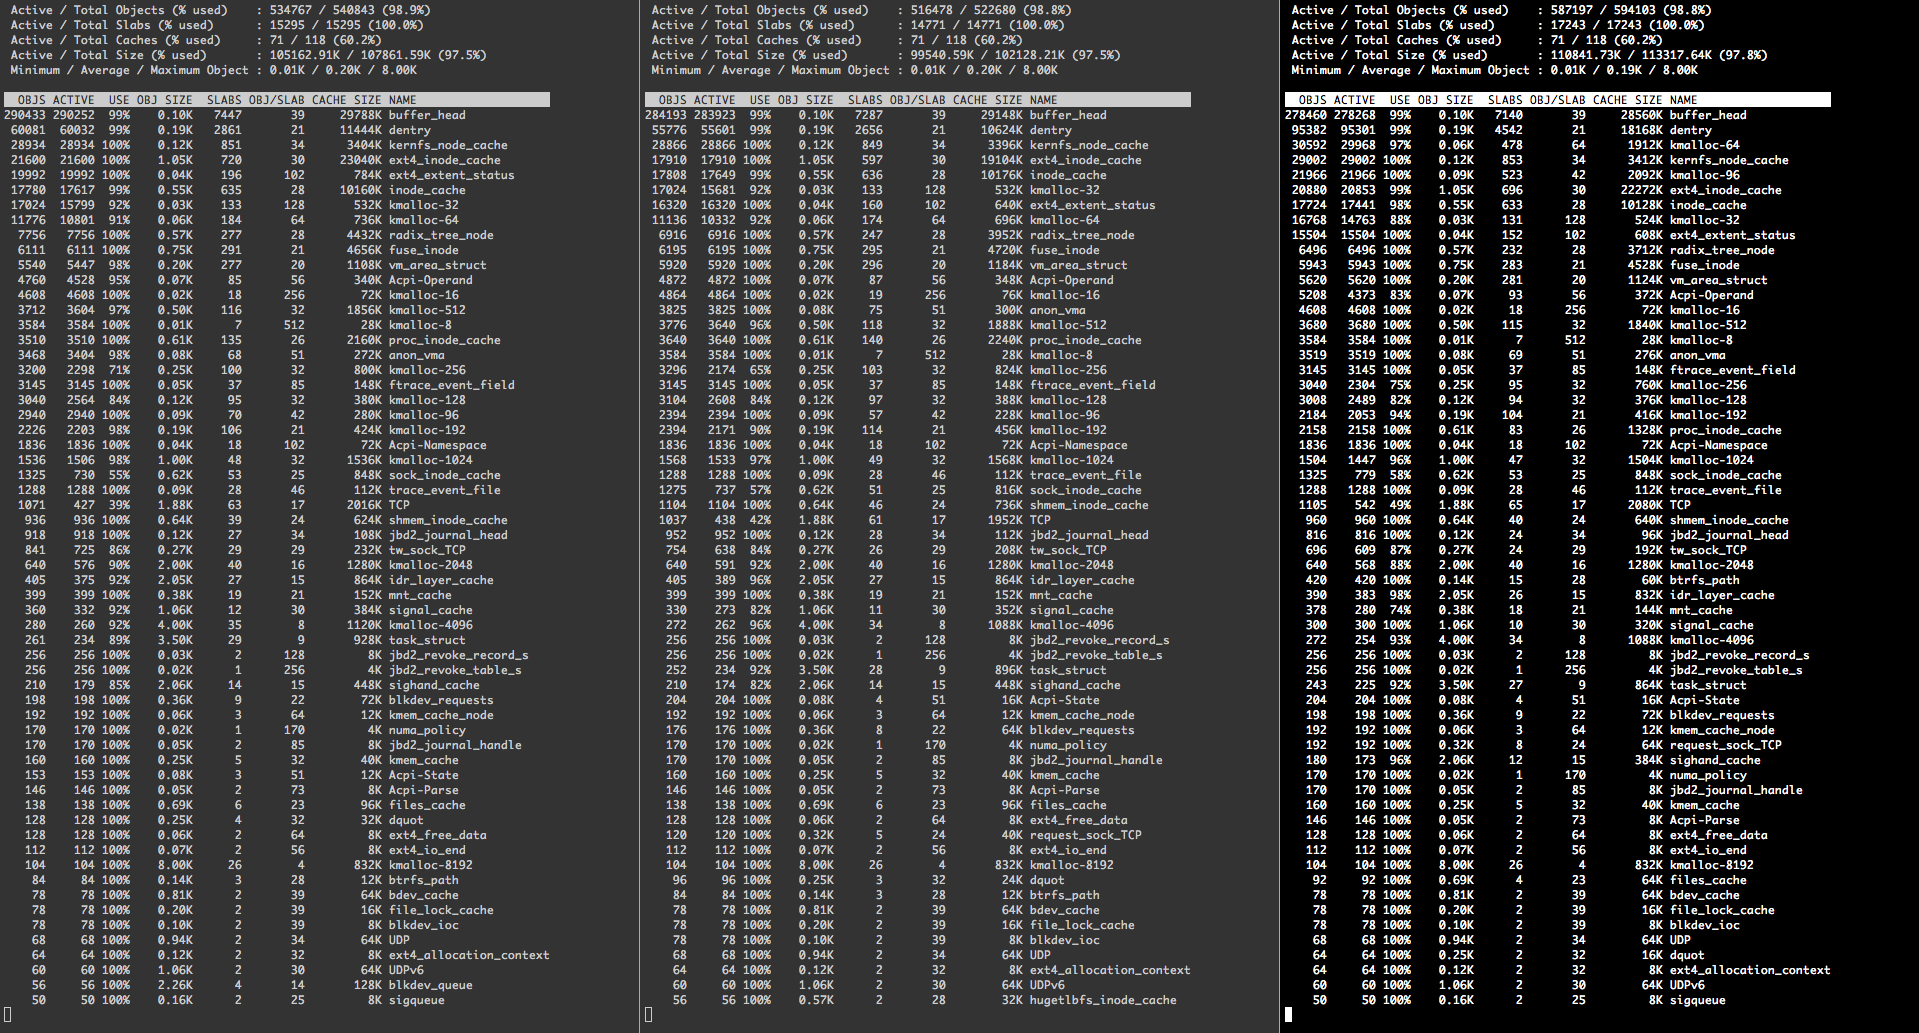 Active / Total Objects (% used)    : 534767 / 540843 (98.9%)
Active / Total Slabs (% used)      : 15295 / 15295 (100.0%)
Active / Total Caches (% used)     : 71 / 118 (60.2%)
Active / Total Size (% used)       : 105162.91K / 107861.59K (97.5%)
Minimum / Average / Maximum Object : 0.01K / 0.20K / 8.00K
OBJS ACTIVE USE OBJ SIZE SLABS OBJ/SLAB CACHE SIZE NAME
290433 290252 99% 0.10K 7447 39 29788K buffer_head
60081 60032 99% 0.19K 2861 21 11444K dentry
28934 28934 100% 0.12K 851 34 3404K kernfs_node_cache
21600 21600 100% 1.05K 720 30 23040K ext4_inode_cache
19992 19992 100% 0.04K 196 102 784K ext4_extent_status
17780 17617 99% 0.55K 635 28 10160K inode_cache
17024 15799 92% 0.03K 133 128 532K kmalloc-32
11776 10801 91% 0.06K 184 64 736K kmalloc-64
7756 7756 100% 0.57K 277 28 4432K radix_tree_node
6111 6111 100% 0.75K 291 21 4656K fuse_inode
5540 5447 98% 0.20K 277 20 1108K vm_area_struct
4760 4528 95% 0.07K 85 56 340K Acpi-Operand
4608 4608 100% 0.02K 18 256 72K kmalloc-16
3712 3604 97% 0.50K 116 32 1856K kmalloc-512
3584 3584 100% 0.01K 7 512 28K kmalloc-8
3510 3510 100% 0.61K 135 26 2160K proc_inode_cache
3468 3404 98% 0.08K 68 51 272K anon_vma
3200 2298 71% 0.25K 100 32 800K kmalloc-256
3145 3145 100% 0.05K 37 85 148K ftrace_event_field
3040 2564 84% 0.12K 95 32 380K kmalloc-128
2940 2940 100% 0.09K 70 42 280K kmalloc-96
2226 2203 98% 0.19K 106 21 424K kmalloc-192
1836 1836 100% 0.04K 18 102 72K Acpi-Namespace
1536 1506 98% 1.00K 48 32 1536K kmalloc-1024
1325 730 55% 0.62K 53 25 848K sock_inode_cache
1288 1288 100% 0.09K 28 46 112K trace_event_file
1071 427 39% 1.88K 63 17 2016K TCP
936 936 100% 0.64K 39 24 624K shmem_inode_cache
918 918 100% 0.12K 27 34 108K jbd2_journal_head
841 725 86% 0.27K 29 29 232K tw_sock_TCP
640 576 90% 2.00K 40 16 1280K kmalloc-2048
405 375 92% 2.05K 27 15 864K idr_layer_cache
399 399 100% 0.38K 19 21 152K mnt_cache
360 332 92% 1.06K 12 30 384K signal_cache
280 260 92% 4.00K 35 8 1120K kmalloc-4096
261 234 89% 3.50K 29 9 928K task_struct
256 256 100% 0.03K 2 128 8K jbd2_revoke_record_s
256 256 100% 0.02K 1 256 4K jbd2_revoke_table_s
210 179 85% 2.06K 14 15 448K sighand_cache
198 198 100% 0.36K 9 22 72K blkdev_requests
192 192 100% 0.06K 3 64 12K kmem_cache_node
170 170 100% 0.02K 1 170 4K numa_policy
170 170 100% 0.05K 2 85 8K jbd2_journal_handle
160 160 100% 0.25K 5 32 40K kmem_cache
153 153 100% 0.08K 3 51 12K Acpi-State
146 146 100% 0.05K 2 73 8K Acpi-Parse
138 138 100% 0.69K 6 23 96K files_cache
128 128 100% 0.25K 4 32 32K dquot
128 128 100% 0.06K 2 64 8K ext4_free_data
112 112 100% 0.07K 2 56 8K ext4_io_end
104 104 100% 8.00K 26 4 832K kmalloc-8192
84 84 100% 0.14K 3 28 12K btrfs_path
78 78 100% 0.81K 2 39 64K bdev_cache
78 78 100% 0.20K 2 39 16K file_lock_cache
78 78 100% 0.10K 2 39 8K blkdev_ioc
68 68 100% 0.94K 2 34 64K UDP
64 64 100% 0.12K 2 32 8K ext4_allocation_context
60 60 100% 1.06K 2 30 64K UDPv6
56 56 100% 2.26K 4 14 128K blkdev_queue
50 50 100% 0.16K 2 25 8K sigqueue
Active / Total Objects (% used)    : 516478 / 522680 (98.8%)
Active / Total Slabs (% used)      : 14771 / 14771 (100.0%)
Active / Total Caches (% used)     : 71 / 118 (60.2%)
Active / Total Size (% used)       : 99540.59K / 102128.21K (97.5%)
Minimum / Average / Maximum Object : 0.01K / 0.20K / 8.00K
OBJS ACTIVE USE OBJ SIZE SLABS OBJ/SLAB CACHE SIZE NAME
284193 283923 99% 0.10K 7287 39 29148K buffer_head
55776 55601 99% 0.19K 2656 21 10624K dentry
28866 28866 100% 0.12K 849 34 3396K kernfs_node_cache
17910 17910 100% 1.05K 597 30 19104K ext4_inode_cache
17808 17649 99% 0.55K 636 28 10176K inode_cache
17024 15681 92% 0.03K 133 128 532K kmalloc-32
16320 16320 100% 0.04K 160 102 640K ext4_extent_status
11136 10332 92% 0.06K 174 64 696K kmalloc-64
6916 6916 100% 0.57K 247 28 3952K radix_tree_node
6195 6195 100% 0.75K 295 21 4720K fuse_inode
5920 5920 100% 0.20K 296 20 1184K vm_area_struct
4872 4872 100% 0.07K 87 56 348K Acpi-Operand
4864 4864 100% 0.02K 19 256 76K kmalloc-16
3825 3825 100% 0.08K 75 51 300K anon_vma
3776 3640 96% 0.50K 118 32 1888K kmalloc-512
3640 3640 100% 0.61K 140 26 2240K proc_inode_cache
3584 3584 100% 0.01K 7 512 28K kmalloc-8
3296 2174 65% 0.25K 103 32 824K kmalloc-256
3145 3145 100% 0.05K 37 85 148K ftrace_event_field
3104 2608 84% 0.12K 97 32 388K kmalloc-128
2394 2394 100% 0.09K 57 42 228K kmalloc-96
2394 2171 90% 0.19K 114 21 456K kmalloc-192
1836 1836 100% 0.04K 18 102 72K Acpi-Namespace
1568 1533 97% 1.00K 49 32 1568K kmalloc-1024
1288 1288 100% 0.09K 28 46 112K trace_event_file
1275 737 57% 0.62K 51 25 816K sock_inode_cache
1104 1104 100% 0.64K 46 24 736K shmem_inode_cache
1037 438 42% 1.88K 61 17 1952K TCP
952 952 100% 0.12K 28 34 112K jbd2_journal_head
754 638 84% 0.27K 26 29 208K tw_sock_TCP
640 591 92% 2.00K 40 16 1280K kmalloc-2048
405 389 96% 2.05K 27 15 864K idr_layer_cache
399 399 100% 0.38K 19 21 152K mnt_cache
330 273 82% 1.06K 11 30 352K signal_cache
272 262 96% 4.00K 34 8 1088K kmalloc-4096
256 256 100% 0.03K 2 128 8K jbd2_revoke_record_s
256 256 100% 0.02K 1 256 4K jbd2_revoke_table_s
252 234 92% 3.50K 28 9 896K task_struct
210 174 82% 2.06K 14 15 448K sighand_cache
204 204 100% 0.08K 4 51 16K Acpi-State
192 192 100% 0.06K 3 64 12K kmem_cache_node
176 176 100% 0.36K 8 22 64K blkdev_requests
170 170 100% 0.02K 1 170 4K numa_policy
170 170 100% 0.05K 2 85 8K jbd2_journal_handle
160 160 100% 0.25K 5 32 40K kmem_cache
146 146 100% 0.05K 2 73 8K Acpi-Parse
138 138 100% 0.69K 6 23 96K files_cache
128 128 100% 0.06K 2 64 8K ext4_free_data
120 120 100% 0.32K 5 24 40K request_sock_TCP
112 112 100% 0.07K 2 56 8K ext4_io_end
104 104 100% 8.00K 26 4 832K kmalloc-8192
96 96 100% 0.25K 3 32 24K dquot
84 84 100% 0.14K 3 28 12K btrfs_path
78 78 100% 0.81K 2 39 64K bdev_cache
78 78 100% 0.20K 2 39 16K file_lock_cache
78 78 100% 0.10K 2 39 8K blkdev_ioc
68 68 100% 0.94K 2 34 64K UDP
64 64 100% 0.12K 2 32 8K ext4_allocation_context
60 60 100% 1.06K 2 30 64K UDPv6
56 56 100% 0.57K 2 28 32K hugetlbfs_inode_cache
Active / Total Objects (% used)    : 587197 / 594103 (98.8%)
Active / Total Slabs (% used)      : 17243 / 17243 (100.0%)
Active / Total Caches (% used)     : 71 / 118 (60.2%)
Active / Total Size (% used)       : 110841.73K / 113317.64K (97.8%)
Minimum / Average / Maximum Object : 0.01K / 0.19K / 8.00K
OBJS ACTIVE USE OBJ SIZE SLABS OBJ/SLAB CACHE SIZE NAME
278460 278268 99% 0.10K 7140 39 28560K buffer_head
95382 95301 99% 0.19K 4542 21 18168K dentry
30592 29968 97% 0.06K 478 64 1912K kmalloc-64
29002 29002 100% 0.12K 853 34 3412K kernfs_node_cache
21966 21966 100% 0.09K 523 42 2092K kmalloc-96
20880 20853 99% 1.05K 696 30 22272K ext4_inode_cache
17724 17441 98% 0.55K 633 28 10128K inode_cache
16768 14763 88% 0.03K 131 128 524K kmalloc-32
15504 15504 100% 0.04K 152 102 608K ext4_extent_status
6496 6496 100% 0.57K 232 28 3712K radix_tree_node
5943 5943 100% 0.75K 283 21 4528K fuse_inode
5620 5620 100% 0.20K 281 20 1124K vm_area_struct
5208 4373 83% 0.07K 93 56 372K Acpi-Operand
4608 4608 100% 0.02K 18 256 72K kmalloc-16
3680 3680 100% 0.50K 115 32 1840K kmalloc-512
3584 3584 100% 0.01K 7 512 28K kmalloc-8
3519 3519 100% 0.08K 69 51 276K anon_vma
3145 3145 100% 0.05K 37 85 148K ftrace_event_field
3040 2304 75% 0.25K 95 32 760K kmalloc-256
3008 2489 82% 0.12K 94 32 376K kmalloc-128
2184 2053 94% 0.19K 104 21 416K kmalloc-192
2158 2158 100% 0.61K 83 26 1328K proc_inode_cache
1836 1836 100% 0.04K 18 102 72K Acpi-Namespace
1504 1447 96% 1.00K 47 32 1504K kmalloc-1024
1325 779 58% 0.62K 53 25 848K sock_inode_cache
1288 1288 100% 0.09K 28 46 112K trace_event_file
1105 542 49% 1.88K 65 17 2080K TCP
960 960 100% 0.64K 40 24 640K shmem_inode_cache
816 816 100% 0.12K 24 34 96K jbd2_journal_head
696 609 87% 0.27K 24 29 192K tw_sock_TCP
640 568 88% 2.00K 40 16 1280K kmalloc-2048
420 420 100% 0.14K 15 28 60K btrfs_path
390 383 98% 2.05K 26 15 832K idr_layer_cache
378 280 74% 0.38K 18 21 144K mnt_cache
300 300 100% 1.06K 10 30 320K signal_cache
272 254 93% 4.00K 34 8 1088K kmalloc-4096
256 256 100% 0.03K 2 128 8K jbd2_revoke_record_s
256 256 100% 0.02K 1 256 4K jbd2_revoke_table_s
243 225 92% 3.50K 27 9 864K task_struct
204 204 100% 0.08K 4 51 16K Acpi-State
198 198 100% 0.36K 9 22 72K blkdev_requests
192 192 100% 0.06K 3 64 12K kmem_cache_node
192 192 100% 0.32K 8 24 64K request_sock_TCP
180 173 96% 2.06K 12 15 384K sighand_cache
170 170 100% 0.02K 1 170 4K numa_policy
170 170 100% 0.05K 2 85 8K jbd2_journal_handle
160 160 100% 0.25K 5 32 40K kmem_cache
146 146 100% 0.05K 2 73 8K Acpi-Parse
128 128 100% 0.06K 2 64 8K ext4_free_data
112 112 100% 0.07K 2 56 8K ext4_io_end
104 104 100% 8.00K 26 4 832K kmalloc-8192
92 92 100% 0.69K 4 23 64K files_cache
78 78 100% 0.81K 2 39 64K bdev_cache
78 78 100% 0.20K 2 39 16K file_lock_cache
78 78 100% 0.10K 2 39 8K blkdev_ioc
68 68 100% 0.94K 2 34 64K UDP
64 64 100% 0.25K 2 32 16K dquot
64 64 100% 0.12K 2 32 8K ext4_allocation_context
60 60 100% 1.06K 2 30 64K UDPv6
50 50 100% 0.16K 2 25 8K sigqueue